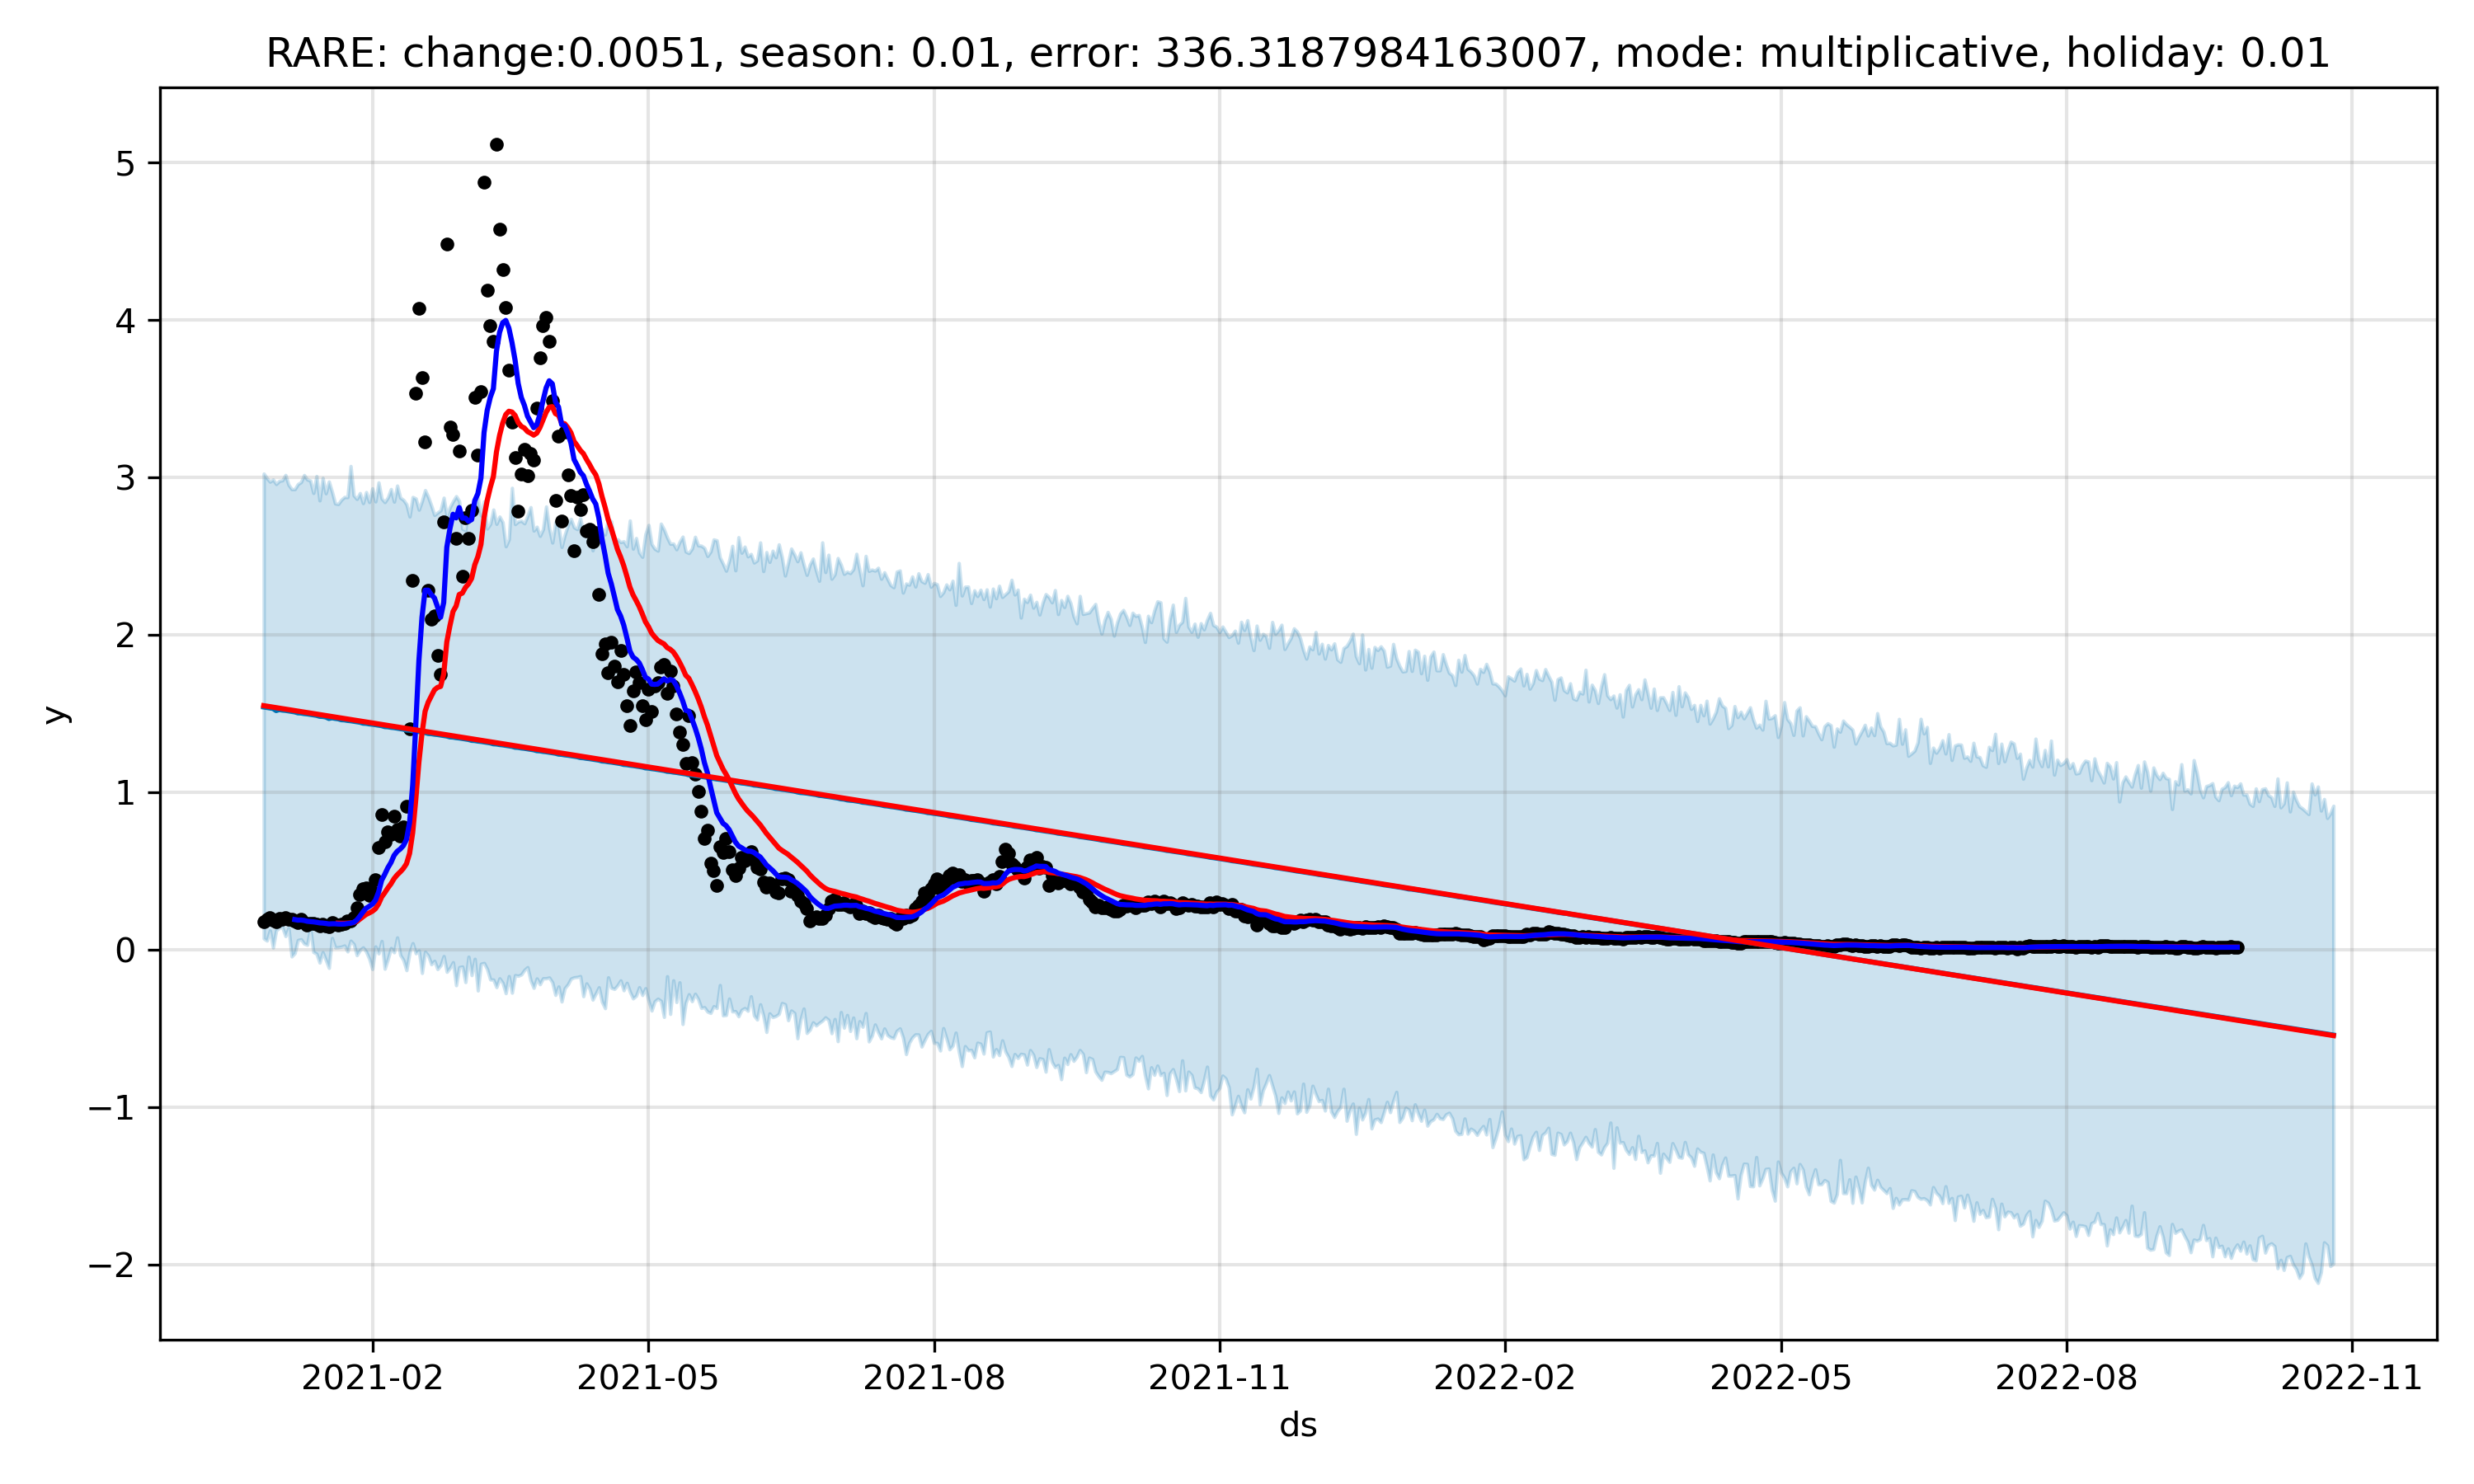 RARE: change:0.0051, season: 0.01, error: 336.3187984163007, mode: multiplicative, holiday: 0.01
5
4
3
2
1
0
−1
−2
y
2021-02 2021-05 2021-08 2021-11 2022-02 2022-05 2022-08 2022-11
ds